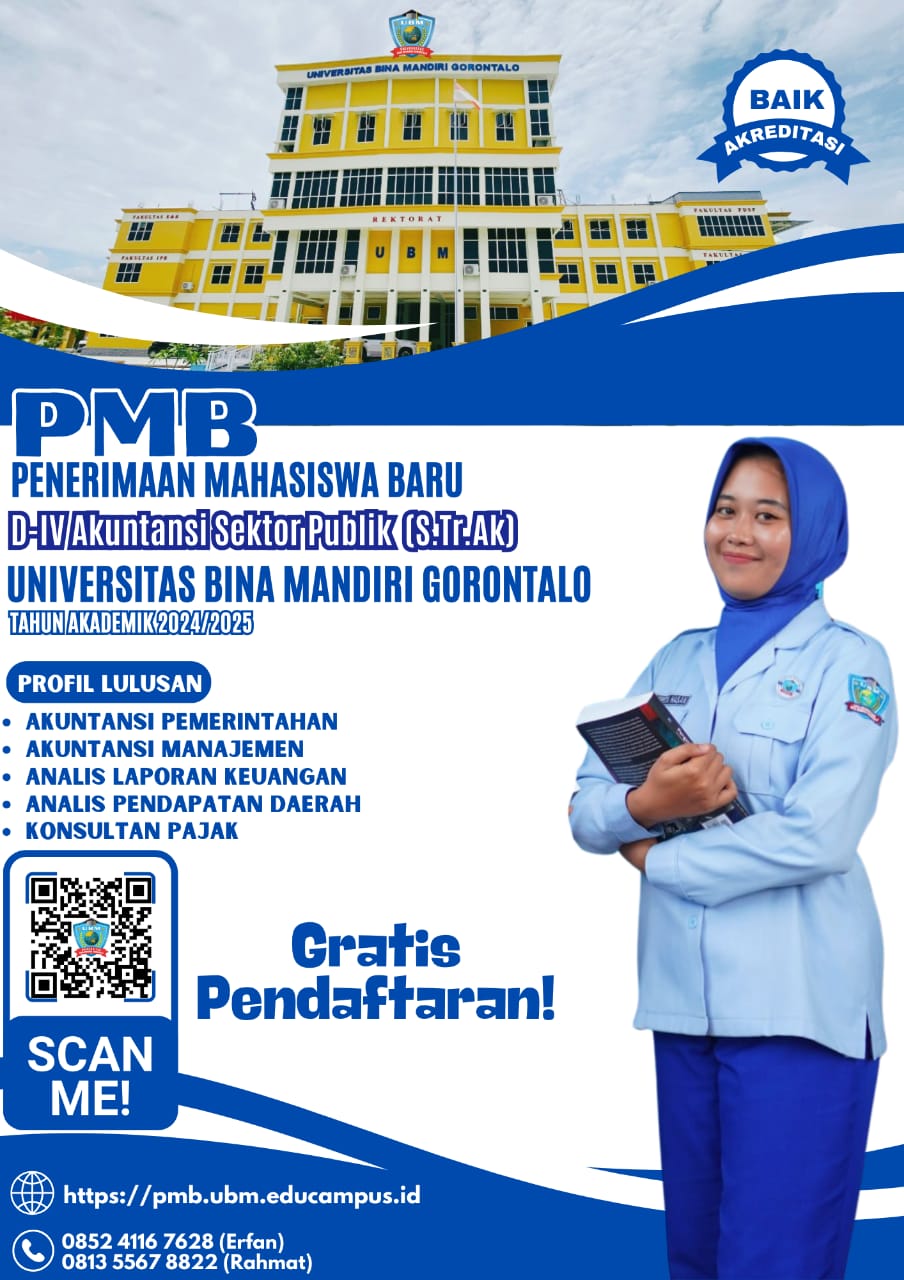 UBM
UNIVERSITAS BINA MANDIRI GORONTALO
BAIK
AKREDITASI
FAKULTAS E&K
FAKULTAS IPB
REKTORAT
UBM
PMB
PENERIMAAN MAHASISWA BARU
D-IV Akuntansi Sektor Publik (S.Tr.Ak)
UNIVERSITAS BINA MANDIRI GORONTALO
TAHUN AKADEMIK 2024/2025
PROFIL LULUSAN
• AKUNTANSI PEMERINTAHAN
• AKUNTANSI MANAJEMEN
• ANALIS LAPORAN KEUANGAN
• ANALIS PENDAPATAN DAERAH
• KONSULTAN PAJAK
UBM
SCAN
ME!
Gratis
Pendaftaran!
https://pmb.ubm.educampus.id
0852 4116 7628 (Erfan)
0813 5567 8822 (Rahmat)